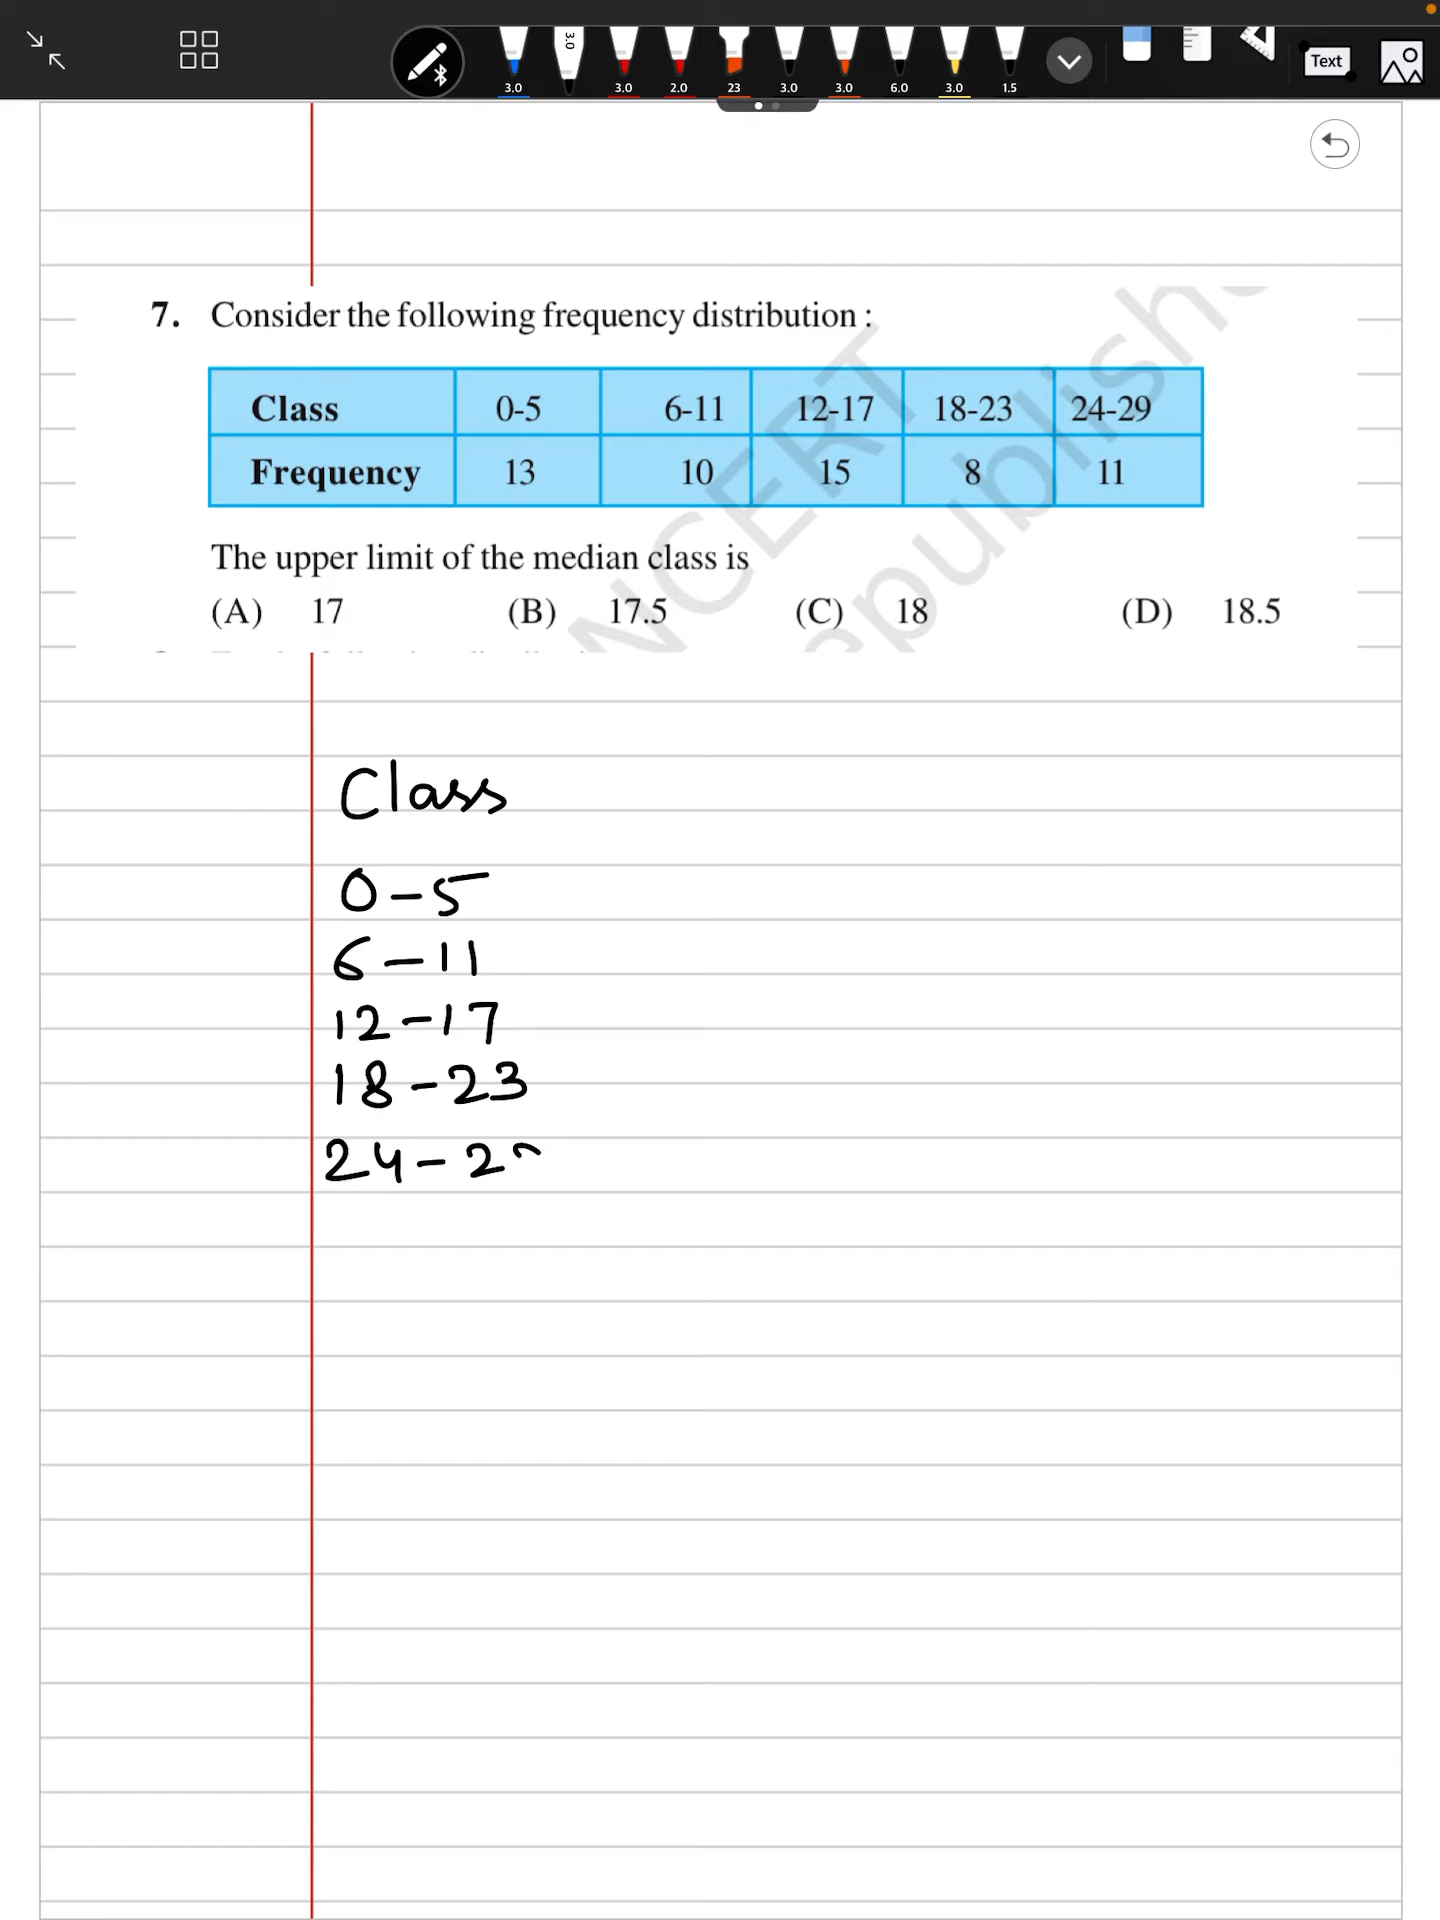 3.0 3.0 3.0 2.0 23 3.0 3.0 6.0 3.0 1.5 Text
7. Consider the following frequency distribution :
Class 0-5 6-11 12-17 18-23 24-29
Frequency 13 10 15 8 11
The upper limit of the median class is
(A) 17 (B) 17.5 (C) 18 (D) 18.5
NCERT
Class
0-5
6-11
12-17
18-23
24-2